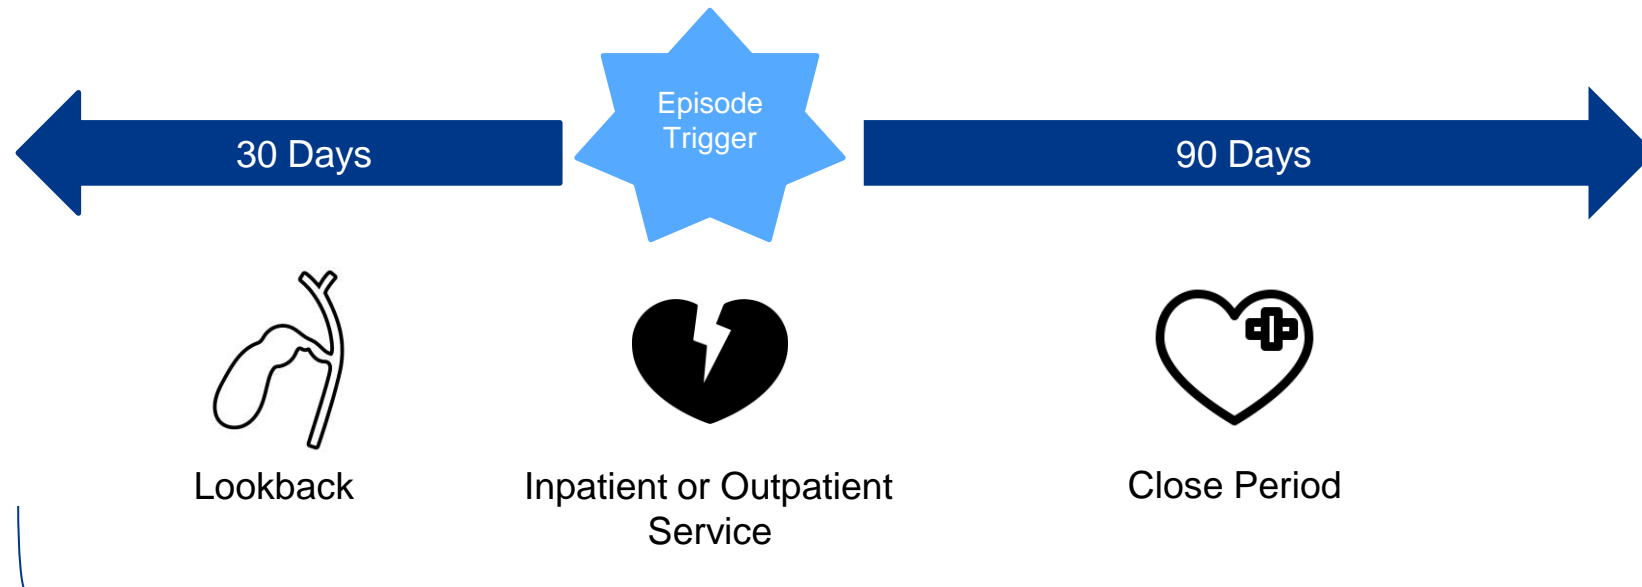 Episode
Trigger
30 Days
90 Days
Lookback
Inpatient or Outpatient
Service
Close Period